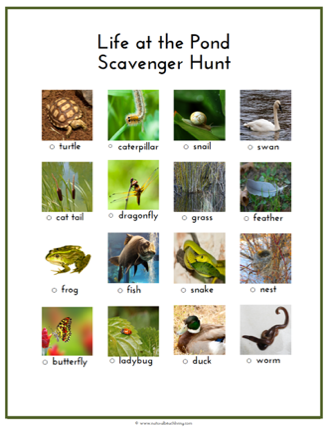 Life at the Pond
Scavenger Hunt
turtle
caterpillar
snail
swan
cat tail
dragonfly
grass
feather
frog
fish
snake
nest
butterfly
ladybug
duck
worm